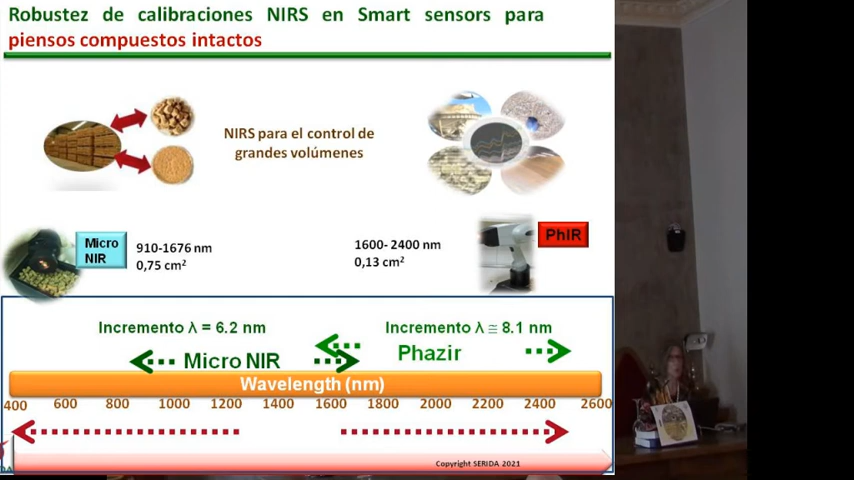 Robustez de calibraciones NIRS en Smart sensors para
piensos compuestos intactos
NIRS para el control de
grandes volúmenes
Micro
NIR
910-1676 nm
0,75 cm²
1600- 2400 nm
0,13 cm²
PhIR
Incremento λ = 6.2 nm
Incremento λ ≅ 8.1 nm
Micro NIR
Phazir
Wavelength (nm)
400 600 800 1000 1200 1400 1600 1800 2000 2200 2400 2600
Copyright SERIDA 2021